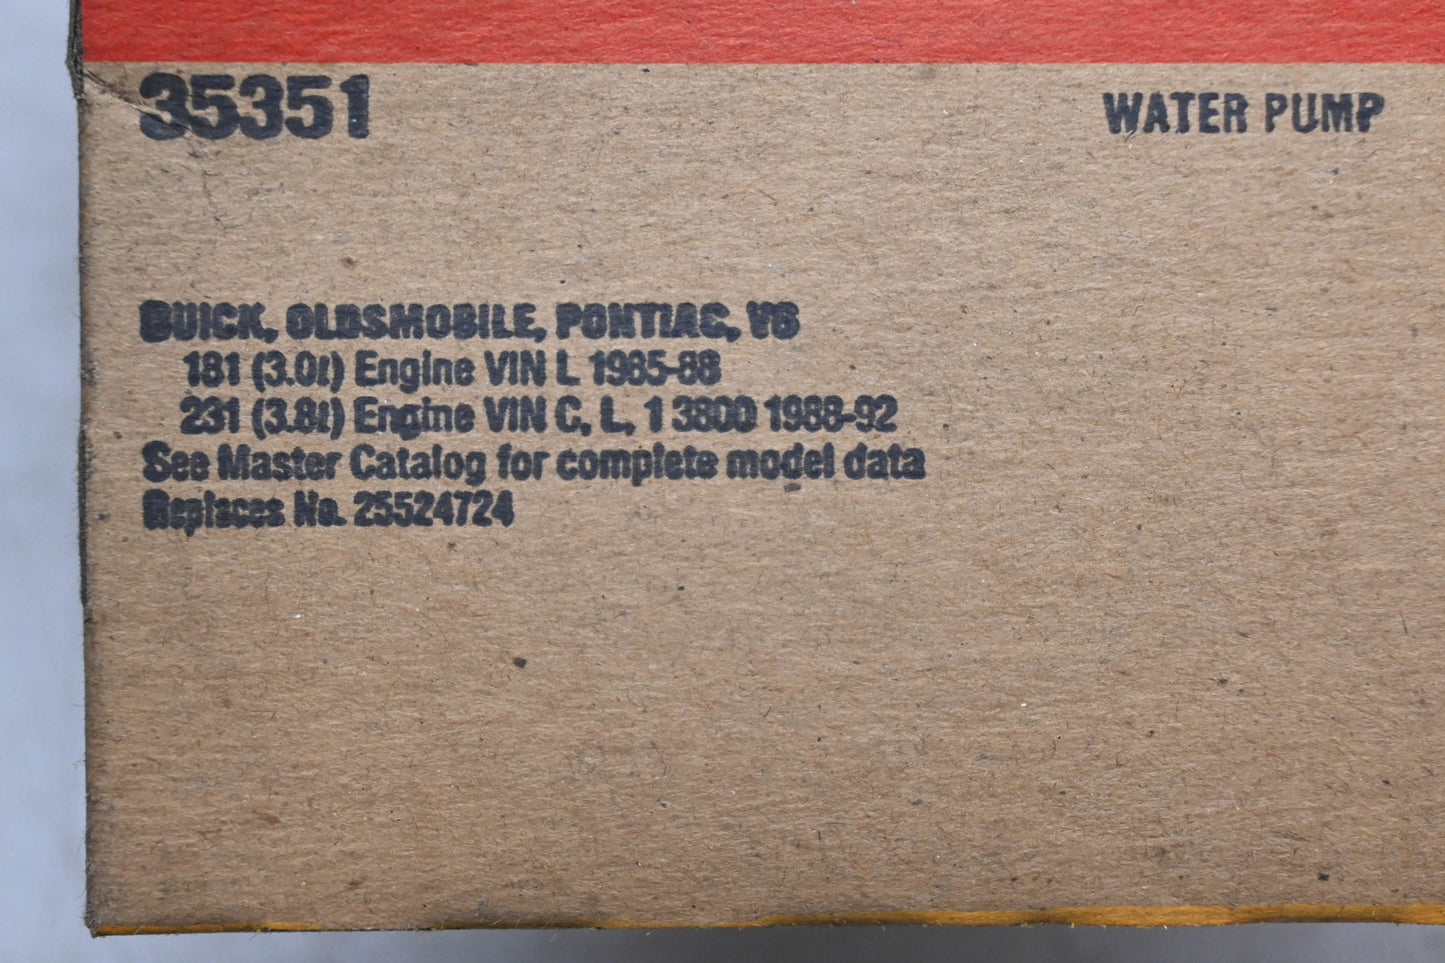 35351
WATER PUMP
BUICK, OLDSMOBILE, PONTIAC, V6
181 (3.0ℓ) Engine VIN L 1985-88
231 (3.8ℓ) Engine VIN C, L, 1 3800 1988-92
See Master Catalog for complete model data
Replaces No. 25524724